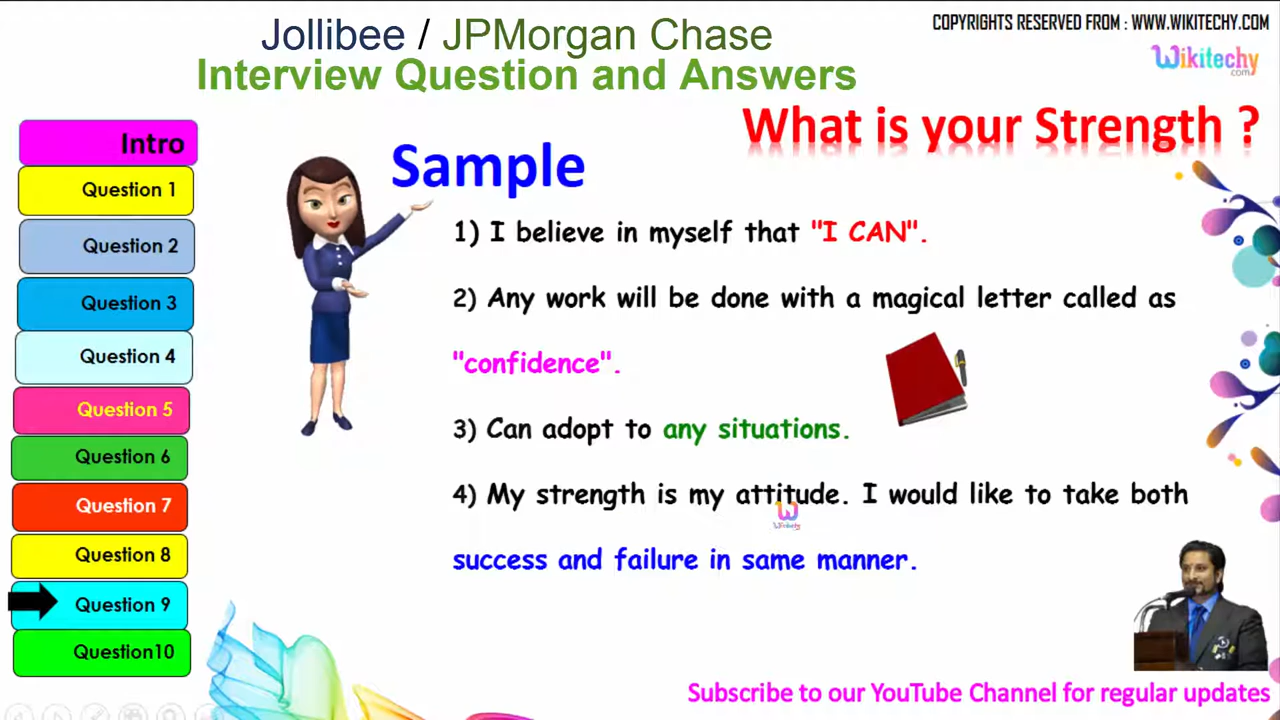 COPYRIGHTS RESERVED FROM : WWW.WIKITECHY.COM
Jollibee / JPMorgan Chase
Interview Question and Answers
Wikitechy
.com
What is your Strength ?
Intro
Question 1
Question 2
Question 3
Question 4
Question 5
Question 6
Question 7
Question 8
Question 9
Question10
Sample
1) I believe in myself that "I CAN".
2) Any work will be done with a magical letter called as
"confidence".
3) Can adopt to any situations.
4) My strength is my attitude. I would like to take both
success and failure in same manner.
W
Wikitechy
Subscribe to our YouTube Channel for regular updates